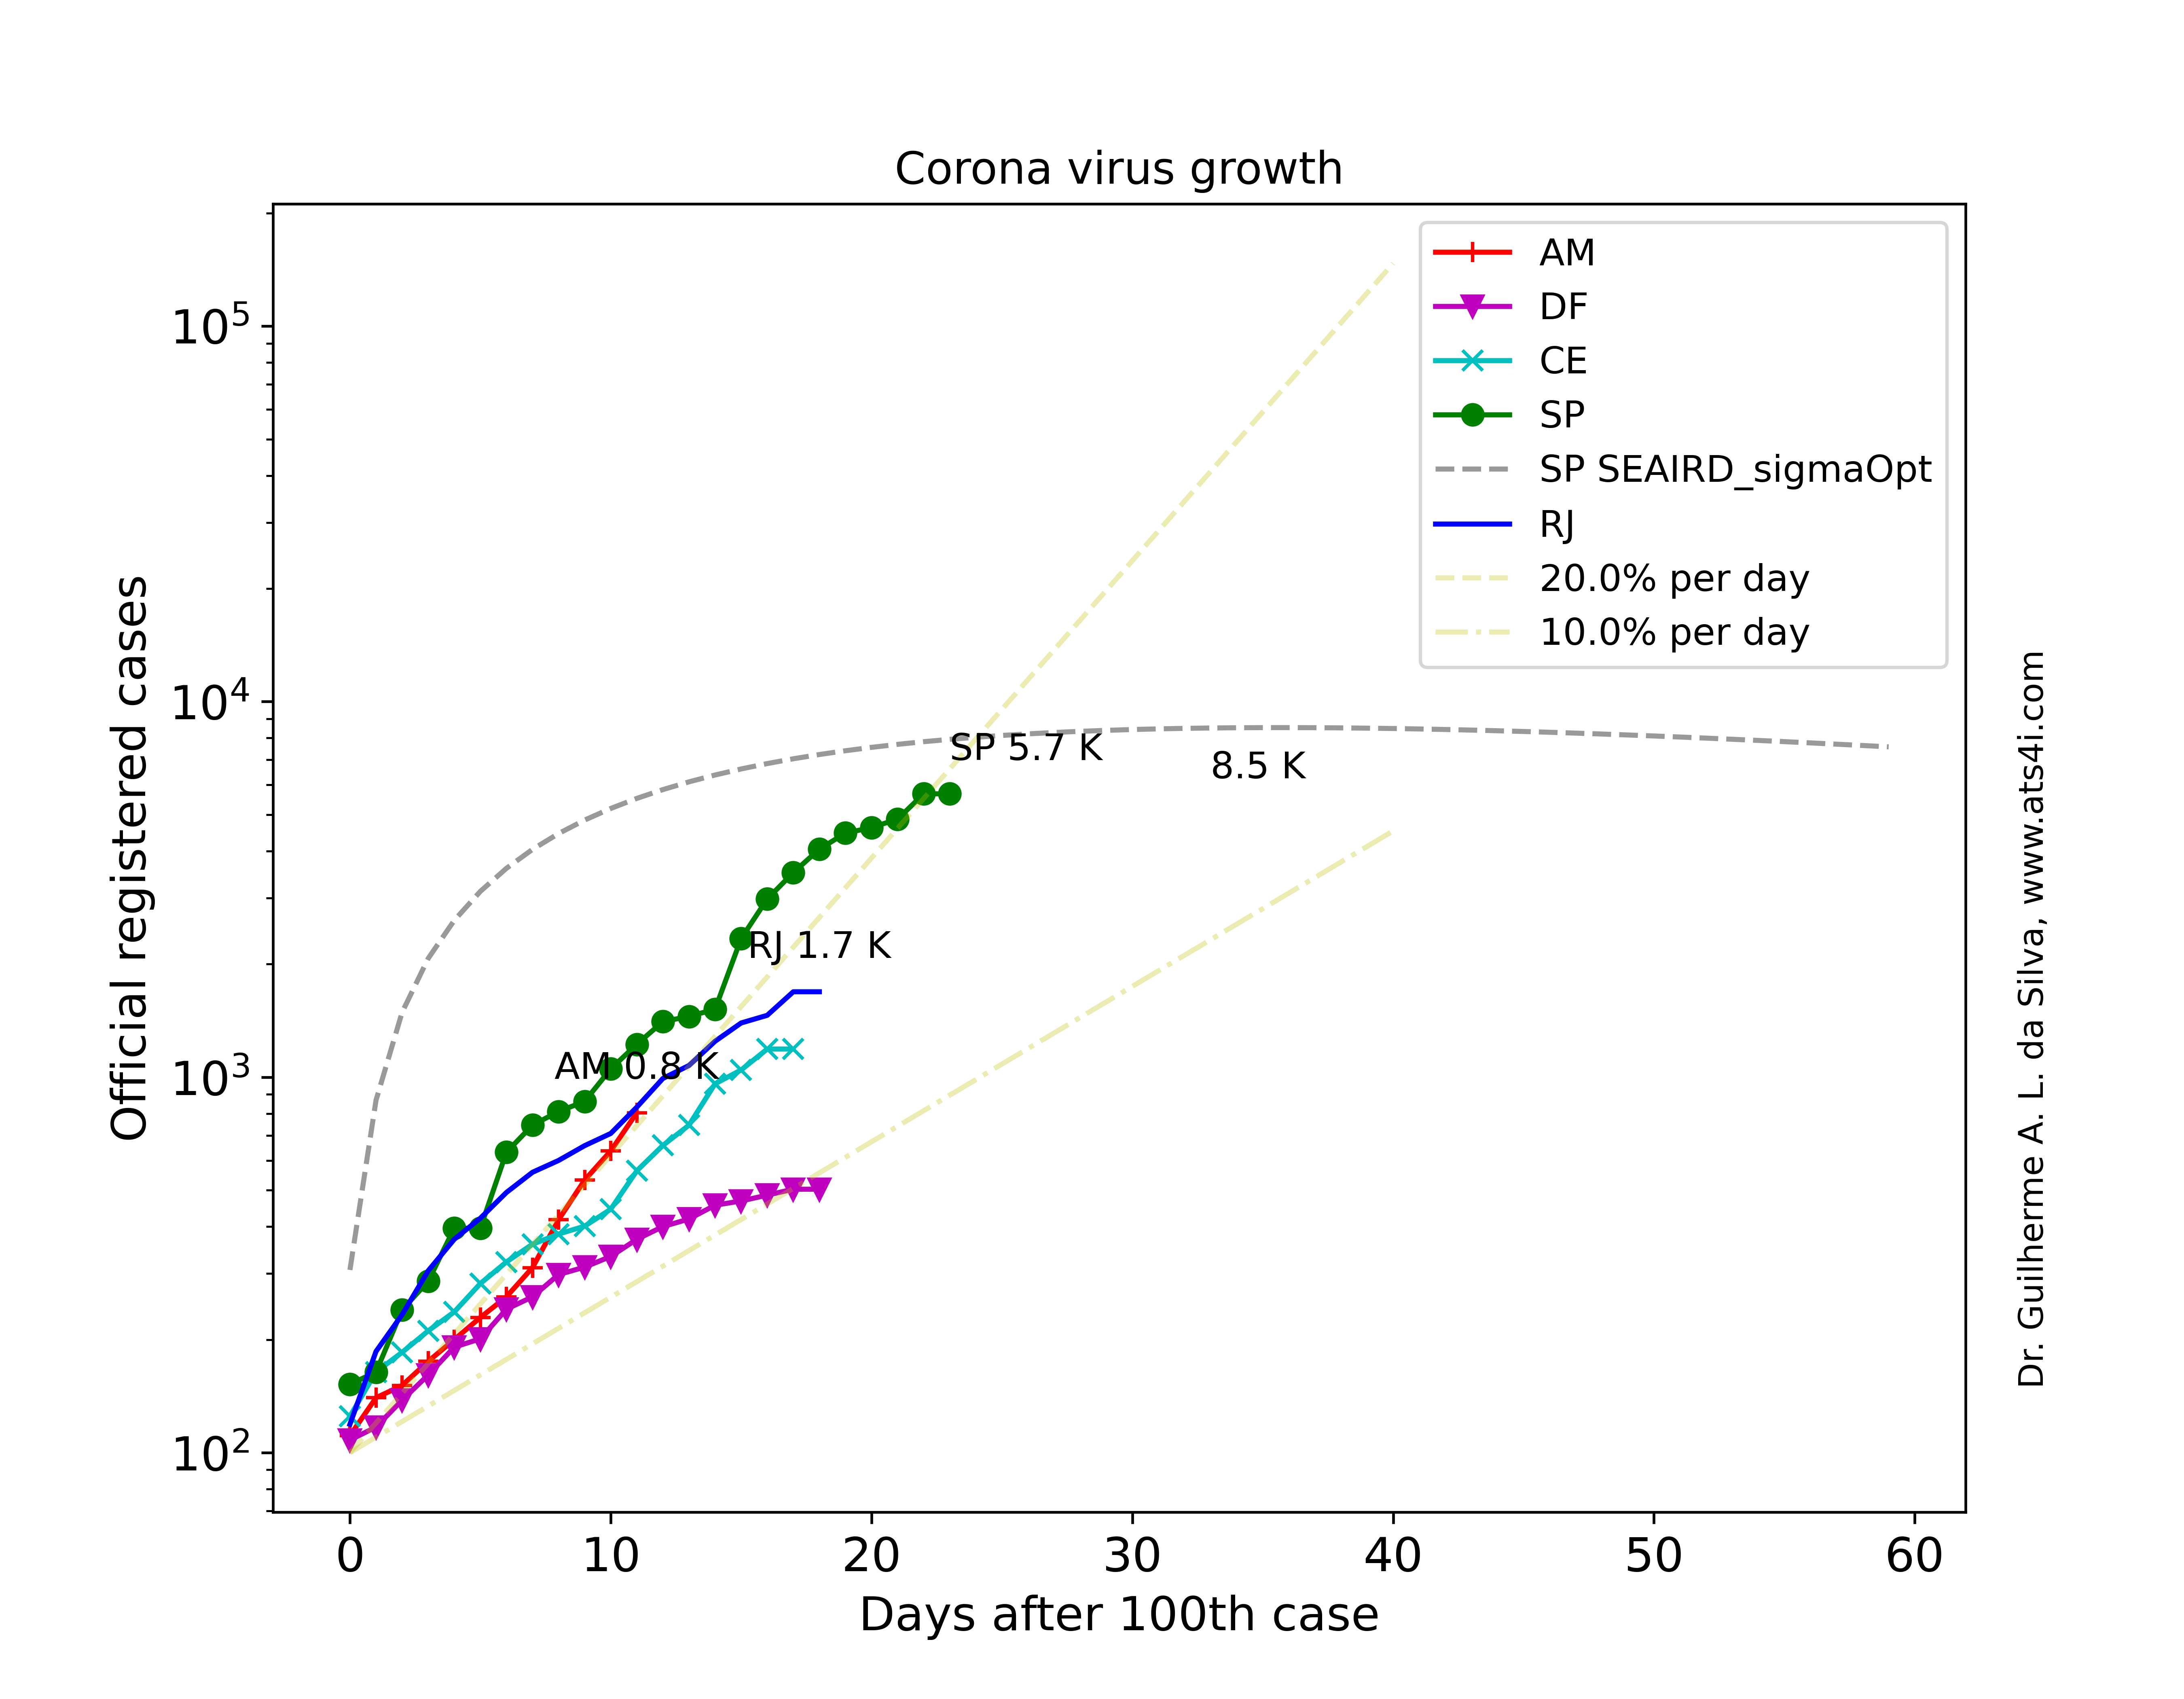 Corona virus growth
Official registered cases
10^5
10^4
10^3
10^2
AM
DF
CE
SP
SP SEAIRD_sigmaOpt
RJ
20.0% per day
10.0% per day
SP 5.7 K
8.5 K
RJ 1.7 K
AM 0.8 K
0 10 20 30 40 50 60
Days after 100th case
Dr. Guilherme A. L. da Silva, www.ats4i.com